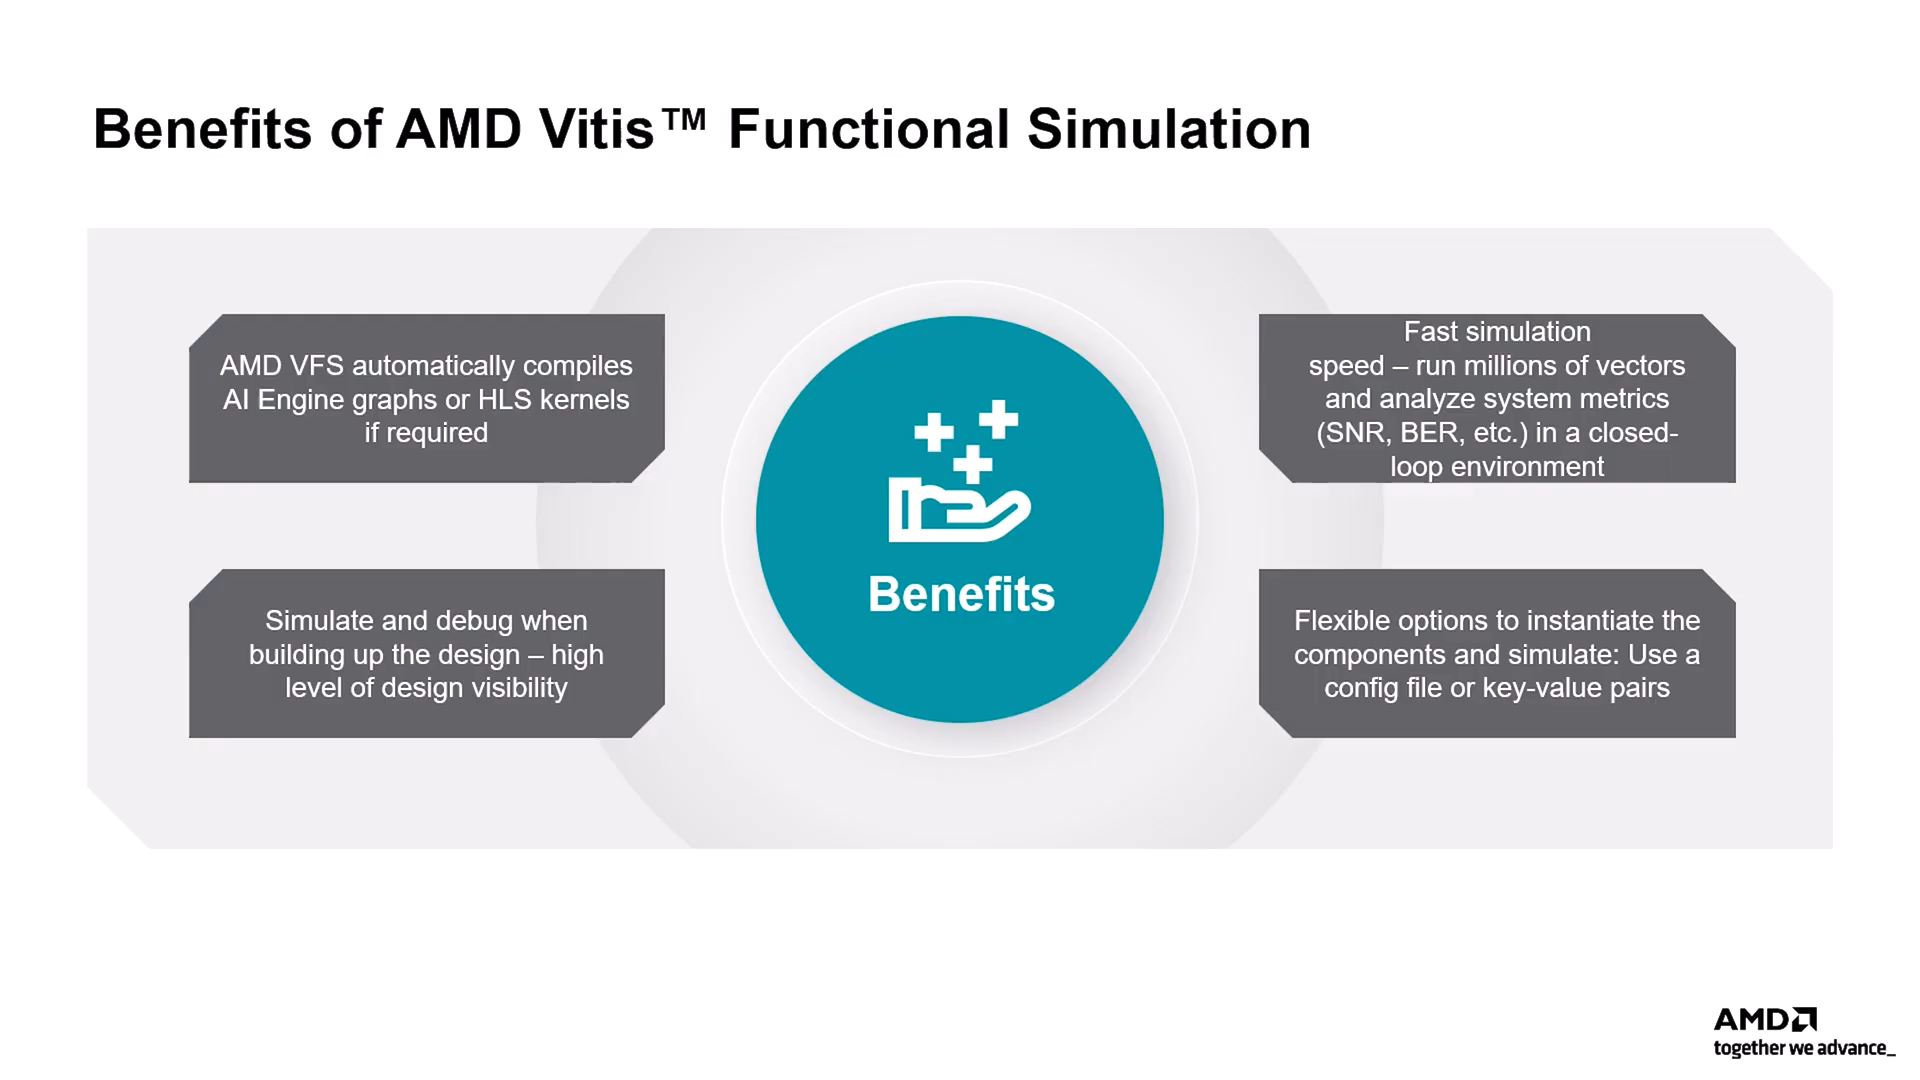 Benefits of AMD Vitis™ Functional Simulation
AMD VFS automatically compiles
AI Engine graphs or HLS kernels
if required
Simulate and debug when
building up the design – high
level of design visibility
Benefits
Fast simulation
speed – run millions of vectors
and analyze system metrics
(SNR, BER, etc.) in a closed-
loop environment
Flexible options to instantiate the
components and simulate: Use a
config file or key-value pairs
AMD
together we advance_